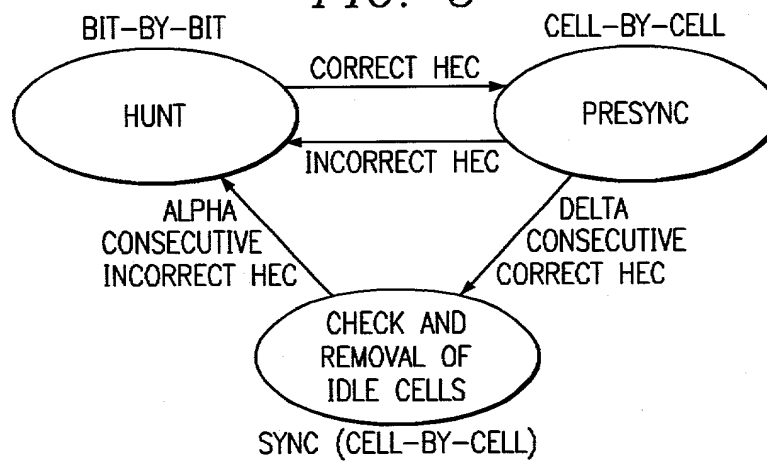 BIT-BY-BIT
CELL-BY-CELL
CORRECT HEC
HUNT
PRESYNC
INCORRECT HEC
ALPHA
CONSECUTIVE
INCORRECT HEC
DELTA
CONSECUTIVE
CORRECT HEC
CHECK AND
REMOVAL OF
IDLE CELLS
SYNC (CELL-BY-CELL)